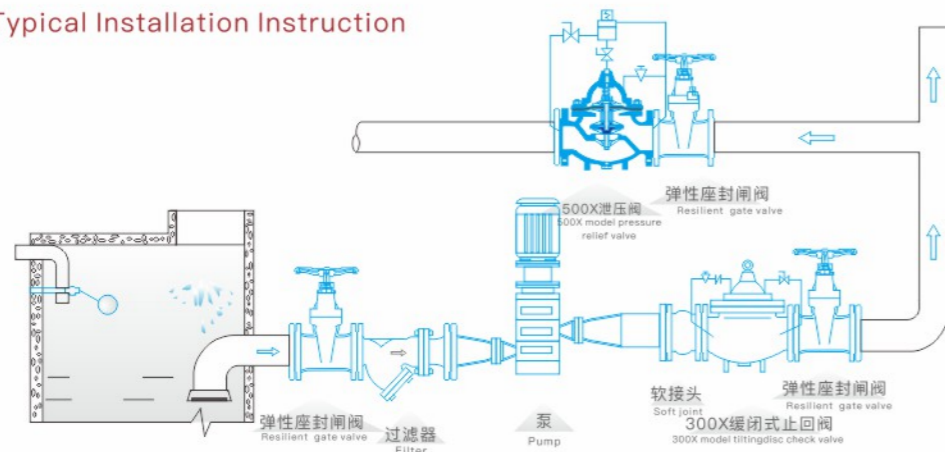 Typical Installation Instruction
500X泄压阀
500X model pressure
relief valve
弹性座封闸阀
Resilient gate valve
弹性座封闸阀
Resilient gate valve
过滤器
Filter
泵
Pump
软接头
Soft joint
300X缓闭式止回阀
300X model tiltingdisc check valve
弹性座封闸阀
Resilient gate valve